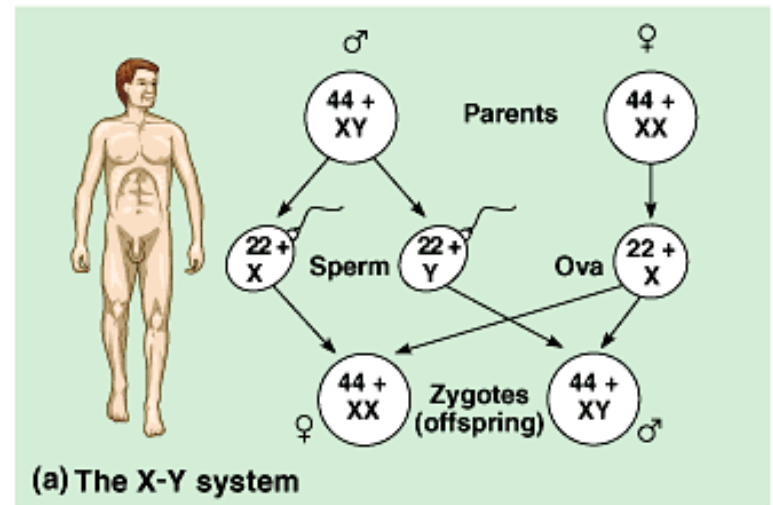 ♂
♀
44 +
XY
Parents
44 +
XX
22 +
X
Sperm
22 +
Y
Ova
22 +
X
44 +
XX
♀
Zygotes
(offspring)
44 +
XY
♂
(a) The X-Y system